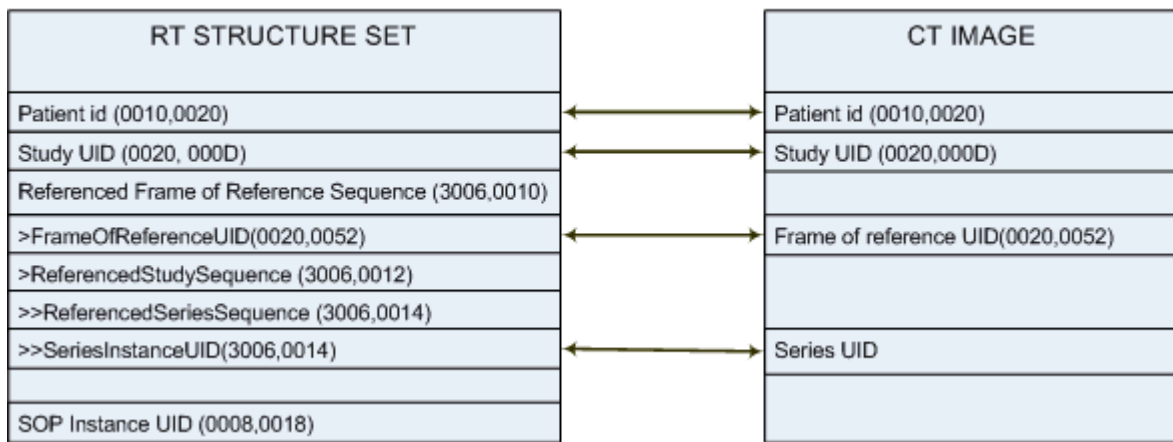 RT STRUCTURE SET
Patient id (0010,0020)
Study UID (0020, 000D)
Referenced Frame of Reference Sequence (3006,0010)
>FrameOfReferenceUID(0020,0052)
>ReferencedStudySequence (3006,0012)
>>ReferencedSeriesSequence (3006,0014)
>>SeriesInstanceUID(3006,0014)
SOP Instance UID (0008,0018)
CT IMAGE
Patient id (0010,0020)
Study UID (0020,000D)
Frame of reference UID(0020,0052)
Series UID